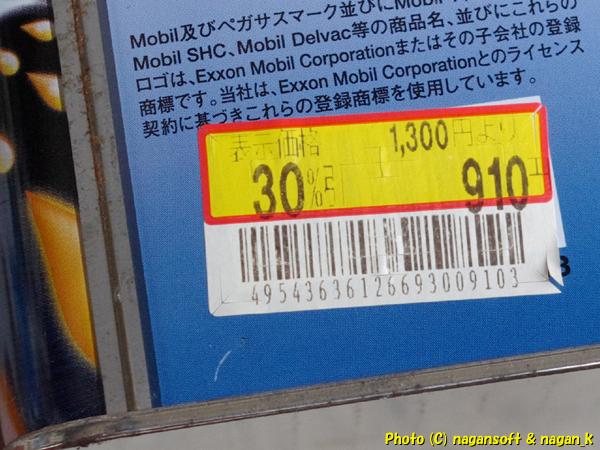 Mobil及びペガサスマーク並びにMobil
Mobil SHC、Mobil Delvac等の商品名、並びにこれらの
ロゴは、Exxon Mobil Corporationまたはその子会社の登録
商標です。当社は、Exxon Mobil Corporationとのライセンス
契約に基づきこれらの登録商標を使用しています。
表示価格 1,300円より
30%引 910円
49543636126693009103
Photo (C) nagansoft & nagan_k